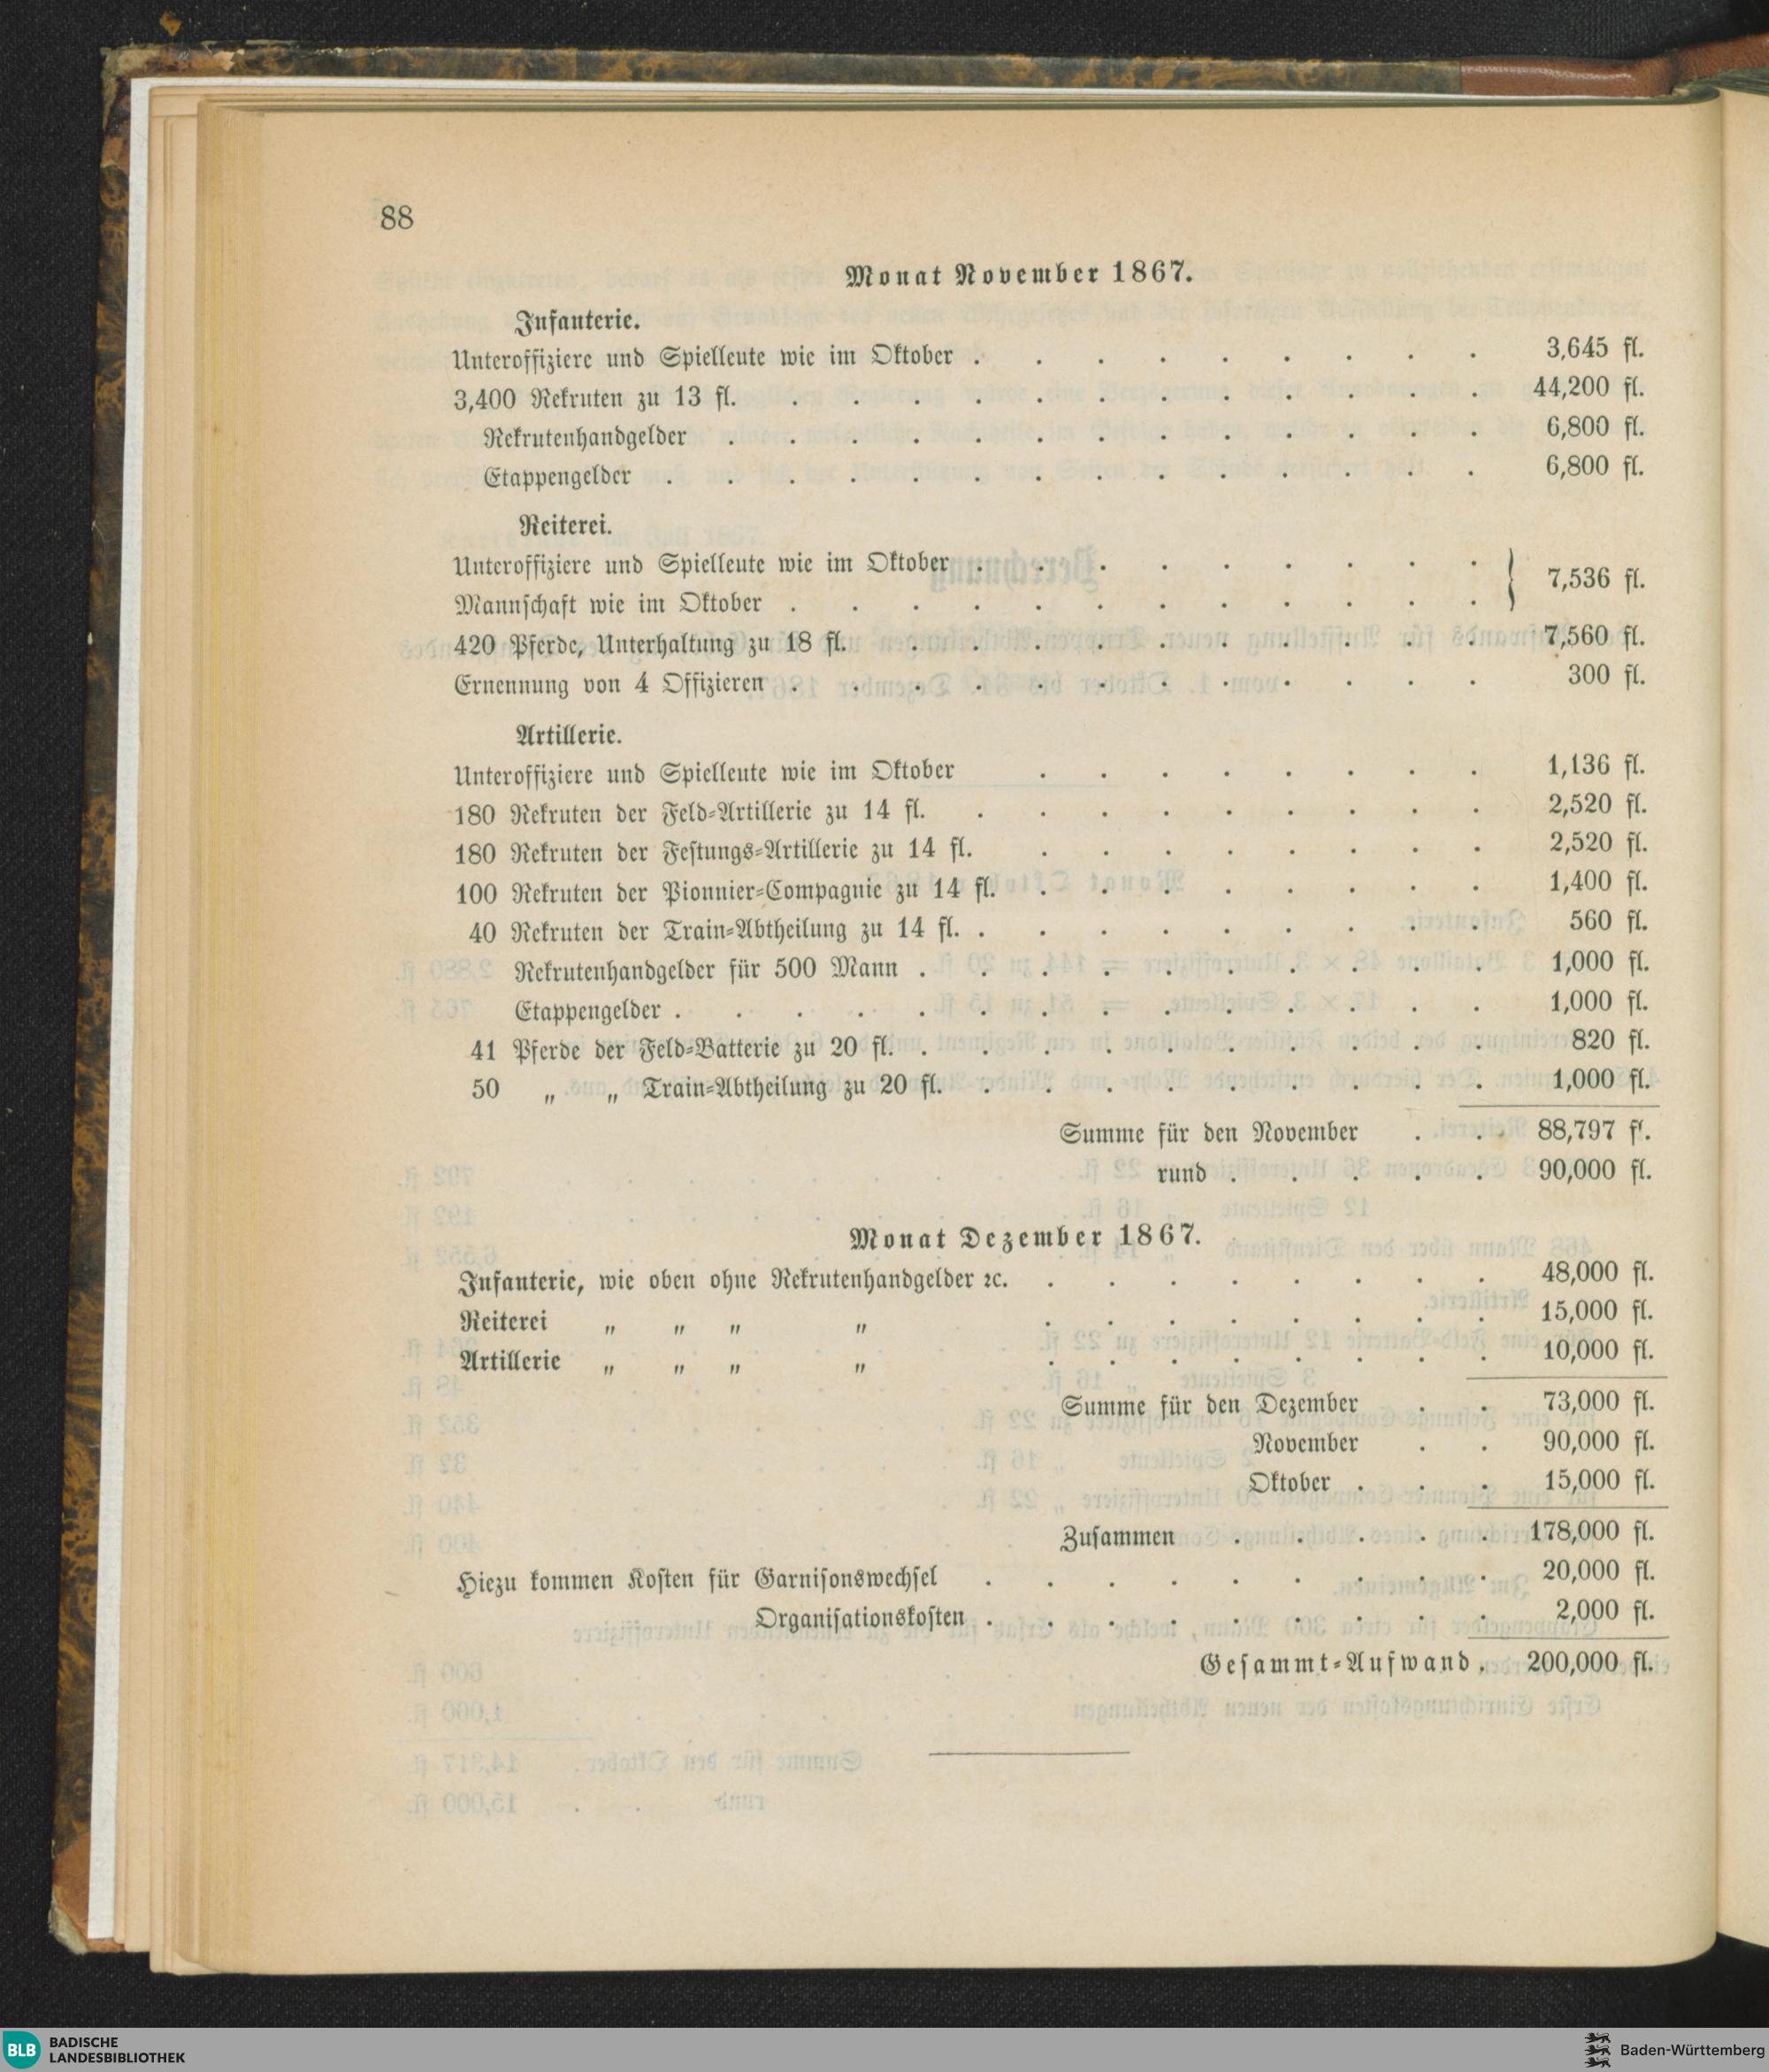 88
Monat November 1867.
Infanterie.
Unteroffiziere und Spielleute wie im Oktober . . . . . . . . . 3,645 fl.
3,400 Rekruten zu 13 fl. . . . . . . . . . . . . 44,200 fl.
Rekrutenhandgelder . . . . . . . . . . . . . 6,800 fl.
Etappengelder . . . . . . . . . . . . . . 6,800 fl.
Reiterei.
Unteroffiziere und Spielleute wie im Oktober . . . . . . . . .
Mannschaft wie im Oktober . . . . . . . . . . . . } 7,536 fl.
420 Pferde, Unterhaltung zu 18 fl. . . . . . . . . . . 7,560 fl.
Ernennung von 4 Offizieren . . . . . . . . . . . . 300 fl.
Artillerie.
Unteroffiziere und Spielleute wie im Oktober . . . . . . . . 1,136 fl.
180 Rekruten der Feld-Artillerie zu 14 fl. . . . . . . . . . 2,520 fl.
180 Rekruten der Festungs-Artillerie zu 14 fl. . . . . . . . . 2,520 fl.
100 Rekruten der Pionnier-Compagnie zu 14 fl. . . . . . . . . 1,400 fl.
40 Rekruten der Train-Abtheilung zu 14 fl. . . . . . . . . . 560 fl.
Rekrutenhandgelder für 500 Mann . . . . . . . . . . 1,000 fl.
Etappengelder . . . . . . . . . . . . . . 1,000 fl.
41 Pferde der Feld-Batterie zu 20 fl. . . . . . . . . . . 820 fl.
50 „ „ Train-Abtheilung zu 20 fl. . . . . . . . . . 1,000 fl.
Summe für den November . . 88,797 fl.
rund . . . . . 90,000 fl.
Monat Dezember 1867.
Infanterie, wie oben ohne Rekrutenhandgelder ꝛc. . . . . . . . . 48,000 fl.
Reiterei „ „ „ „ . . . . . . . . 15,000 fl.
Artillerie „ „ „ „ . . . . . . . . 10,000 fl.
Summe für den Dezember . . 73,000 fl.
November . . 90,000 fl.
Oktober . . . 15,000 fl.
Zusammen . . . . . 178,000 fl.
Hiezu kommen Kosten für Garnisonswechsel . . . . . . . . . 20,000 fl.
Organisationskosten . . . . . . . . . 2,000 fl.
Gesammt-Aufwand . 200,000 fl.
BLB BADISCHE
LANDESBIBLIOTHEK
Baden-Württemberg